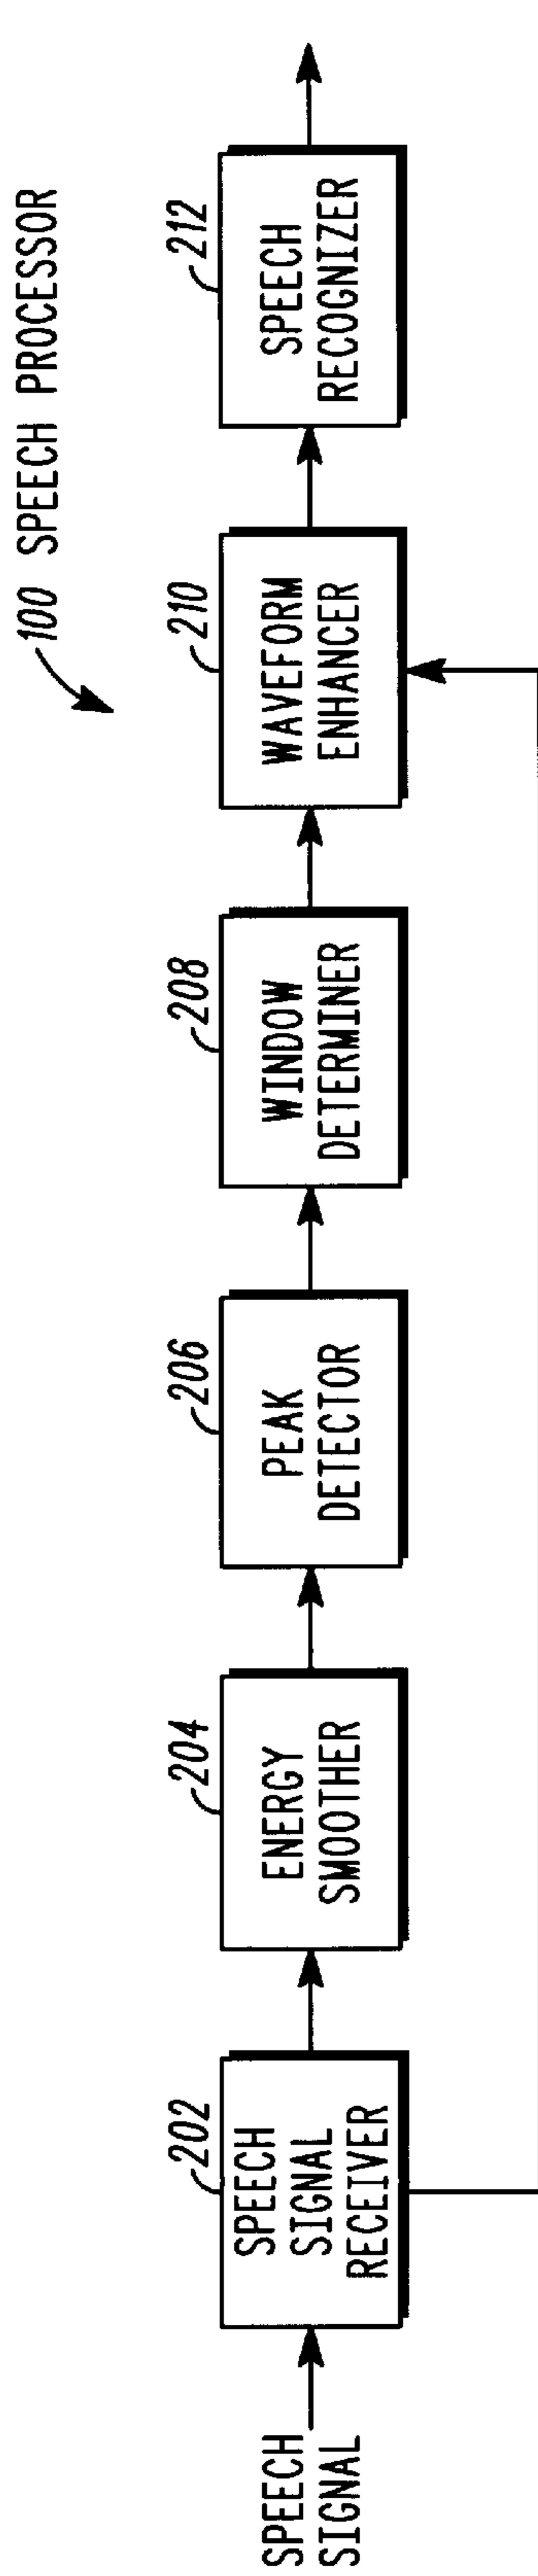 100 SPEECH PROCESSOR
SPEECH
SIGNAL
202
SPEECH
SIGNAL
RECEIVER
204
ENERGY
SMOOTHER
206
PEAK
DETECTOR
208
WINDOW
DETERMINER
210
WAVEFORM
ENHANCER
212
SPEECH
RECOGNIZER